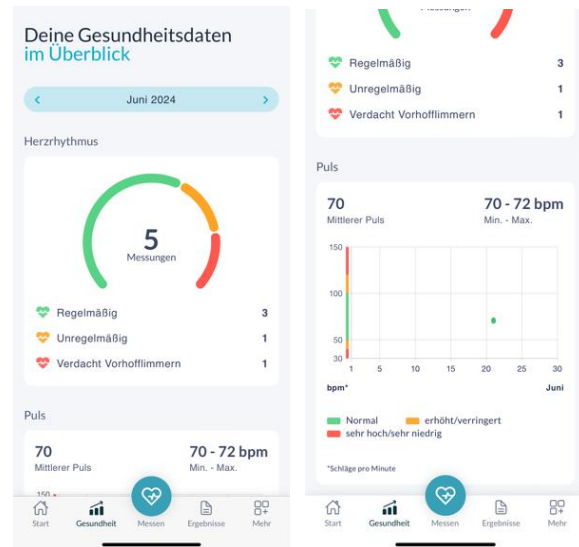 Deine Gesundheitsdaten
im Überblick
Juni 2024
Herzrhythmus
5
Messungen
Regelmäßig 3
Unregelmäßig 1
Verdacht Vorhofflimmern 1
Puls
70 70 - 72 bpm
Mittlerer Puls Min. - Max.
150
Start Gesundheit Messen Ergebnisse Mehr
Messungen
Regelmäßig 3
Unregelmäßig 1
Verdacht Vorhofflimmern 1
Puls
70 70 - 72 bpm
Mittlerer Puls Min. - Max.
150
100
50
30
1 5 10 15 20 25 30
bpm* Juni
Normal erhöht/verringert
sehr hoch/sehr niedrig
*Schläge pro Minute
Start Gesundheit Messen Ergebnisse Mehr